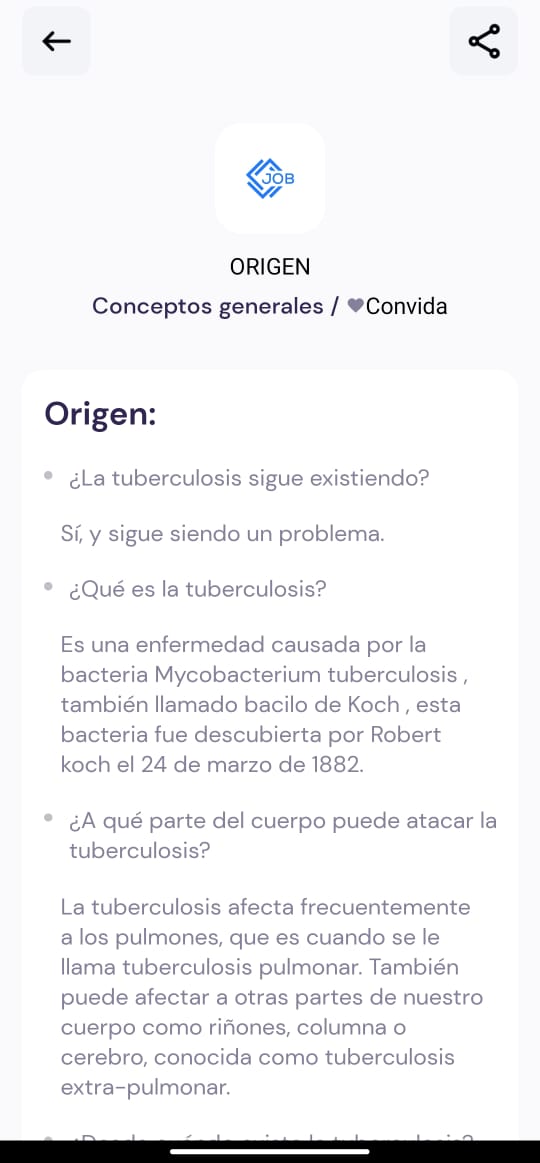 JOB
ORIGEN
Conceptos generales / ♥Convida
Origen:
• ¿La tuberculosis sigue existiendo?
Sí, y sigue siendo un problema.
• ¿Qué es la tuberculosis?
Es una enfermedad causada por la
bacteria Mycobacterium tuberculosis ,
también llamado bacilo de Koch , esta
bacteria fue descubierta por Robert
koch el 24 de marzo de 1882.
• ¿A qué parte del cuerpo puede atacar la
tuberculosis?
La tuberculosis afecta frecuentemente
a los pulmones, que es cuando se le
llama tuberculosis pulmonar. También
puede afectar a otras partes de nuestro
cuerpo como riñones, columna o
cerebro, conocida como tuberculosis
extra-pulmonar.